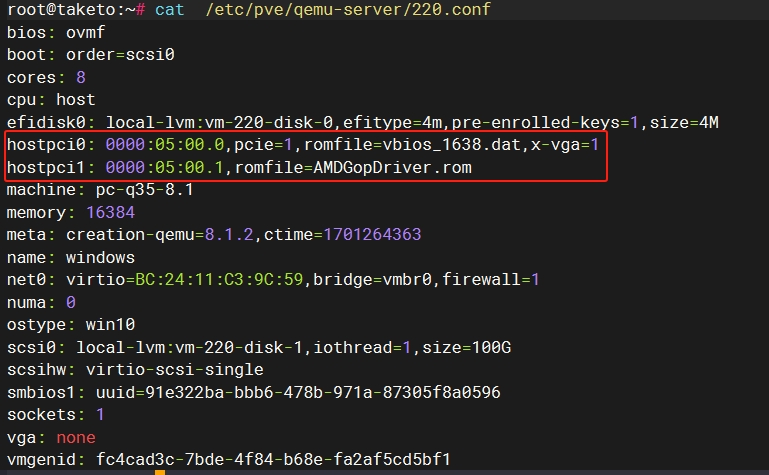 root@taketo:~# cat  /etc/pve/qemu-server/220.conf
bios: ovmf
boot: order=scsi0
cores: 8
cpu: host
efidisk0: local-lvm:vm-220-disk-0,efitype=4m,pre-enrolled-keys=1,size=4M
hostpci0: 0000:05:00.0,pcie=1,romfile=vbios_1638.dat,x-vga=1
hostpci1: 0000:05:00.1,romfile=AMDGopDriver.rom
machine: pc-q35-8.1
memory: 16384
meta: creation-qemu=8.1.2,ctime=1701264363
name: windows
net0: virtio=BC:24:11:C3:9C:59,bridge=vmbr0,firewall=1
numa: 0
ostype: win10
scsi0: local-lvm:vm-220-disk-1,iothread=1,size=100G
scsihw: virtio-scsi-single
smbios1: uuid=91e322ba-bbb6-478b-971a-87305f8a0596
sockets: 1
vga: none
vmgenid: fc4cad3c-7bde-4f84-b68e-fa2af5cd5bf1